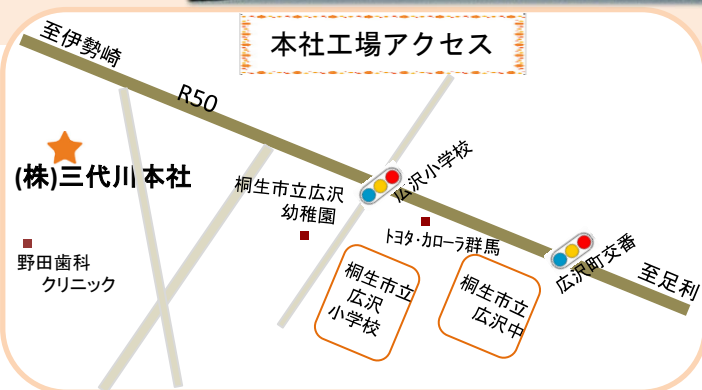 本社工場アクセス
至伊勢崎
R50
(株)三代川本社
広沢小学校
桐生市立広沢
幼稚園
トヨタ・カローラ群馬
広沢町交番
野田歯科
クリニック
桐生市立
広沢
小学校
桐生市立
広沢中
至足利